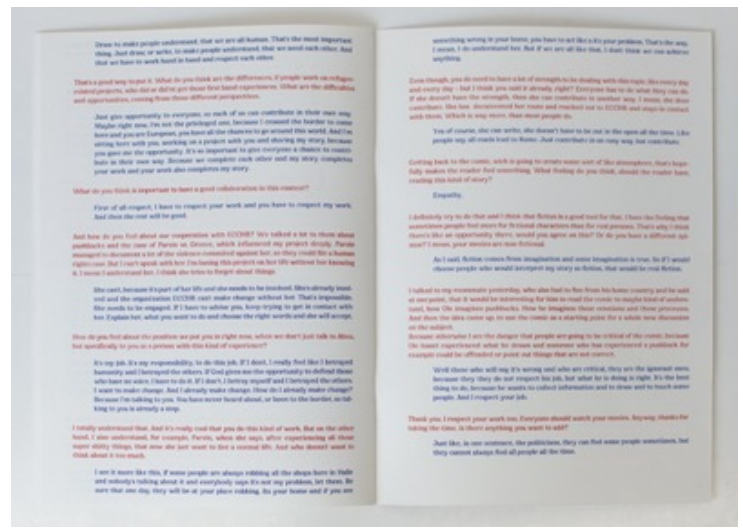 Draw to make people understand, that we are all human. That's the most important
thing. Just draw, or write, to make people understand, that we need each other. And
that we have to work hand in hand and respect each other.
That's a good way to put it. What do you think are the differences, if people work on refugee
related projects, who did or did not get those first hand experiences. What are the difficulties
and opportunities, coming from those different perspectives.
Just give opportunity to everyone, so each of us can contribute in their own way.
Maybe right now, I'm not the privileged one, because I crossed the border to come
here and you are European, you have all the chances to go around this world. And I'm
sitting here with you, working on a project with you and sharing my story, because
you gave me the opportunity. It's so important to give everyone a chance to contri-
bute in their own way. Because we complete each other and my story completes
your work and your work also completes my story.
What do you think is important to have a good collaboration in this context?
First of all respect, I have to respect your work and you have to respect my work.
And then the rest will be good.
And how do you feel about our cooperation with ECCHR? We talked a lot to them about
pushbacks and the case of Parvin on Greece, which influenced my project deeply. Parvin
managed to document a lot of the violence committed against her, so they could file a human
rights case. But I can't speak with her I'm basing this project on her life without her knowing
it. I mean I understand her. I think she tries to forget about things.
She can't, because it's part of her life and she needs to be involved. She's already invol-
ved and the organization ECCHR can't make change without her. That's impossible.
She needs to be engaged. If I have to advise you, keep trying to get in contact with
her. Explain her, what you want to do and choose the right words and she will accept.
How do you feel about the position we put you in right now, when we don't just talk to
but specifically to you as a person with this kind of experience?
It's my job. It's my responsibility, to do this job. If I don't, I really feel like I betrayed
humanity and I betrayed the others. If God gives me the opportunity to defend those
who have no voice, I have to do it. If I don't, I betray myself and I betrayed the others.
I want to make change. And I already make change. How do I already make change?
Because I'm talking to you. You have never heard about, or been to the border, so tal-
king to you is already a step.
I totally understand that. And it's really cool that you do this kind of work. But on the other
hand, I also understand, for example, Parvin, when she says, after experiencing all those
super shitty things, that now she just want to live a normal life. And who doesn't want to
think about it too much.
I see it more like this, if some people are always robbing all the shops here in Halle
and nobody's talking about it and everybody says it's not my problem, let them. Be
sure that one day, they will be at your place robbing. Its your home and if you are
something wrong in your home, you have to act like it's your problem. That's the way.
I mean, I do understand her. But if we are all like that, I don't think we can achieve
anything.
Even though, you do need to have a lot of strength to be dealing with this topic, like every day
and every day – but I think you said it already, right? Everyone has to do what they can do.
If she doesn't have the strength, then she can contribute in another way. I mean, she does
contribute. She has documented her route and reached out to ECCHR and stays in contact
with them. Which is way more, than most people do.
Yes of course, she can write, she doesn't have to be out in the open all the time. Like
people say, all roads lead to Rome. Just contribute in an easy way, but contribute.
Getting back to the comic, wich is going to create some sort of like atmosphere, that's hope-
fully makes the reader feel something. What feeling do you think, should the reader have,
reading this kind of story?
Empathy.
I definitely try to do that and I think that fiction is a good tool for that. I have the feeling that
sometimes people feel more for fictional characters than for real persons. That's why I think
there's like an opportunity there, would you agree on this? Or do you have a different opi-
nion? I mean, your movies are non-fictional.
As I said, fiction comes from imagination and some imagination is true. So if I would
choose people who would interpret my story as fiction, that would be real fiction.
I talked to my roommate yesterday, who also had to flee from his home country and he said
at one point, that it would be interesting for him to read the comic to maybe kind of unders-
tand, how Ole imagines pushbacks. How he imagines those emotions and those processes.
And then the idea came up to use the comic as a starting point for a whole new discussion
on the subject.
Because otherwise I see the danger that people are going to be critical of the comic, because
Ole hasn't experienced what he draws and someone who has experienced a pushback for
example could be offended or point out things that are not correct.
Well those who will say it's wrong and who are critical, they are the ignorant ones,
because they they do not respect his job, but what he is doing is right. It's the best
thing to do, because he wants to collect information and to draw and to touch some
people. And I respect your job.
Thank you, I respect your work too. Everyone should watch your movies. Anyway, thanks for
taking the time, is there anything you want to add?
Just like, in one sentence, the politicians, they can fool some people sometimes, but
they cannot always fool all people all the time.